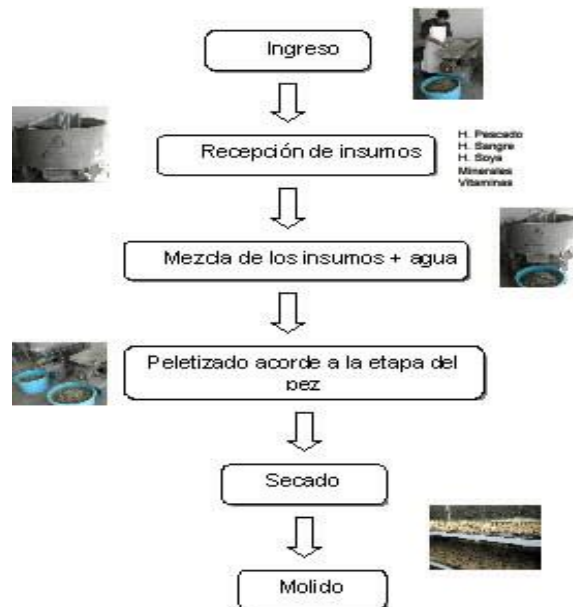 Ingreso
Recepción de insumos
H. Pescado
H. Sangre
H. Soya
Minerales
Vitaminas
Mezcla de los insumos + agua
Peletizado acorde a la etapa del
pez
Secado
Molido